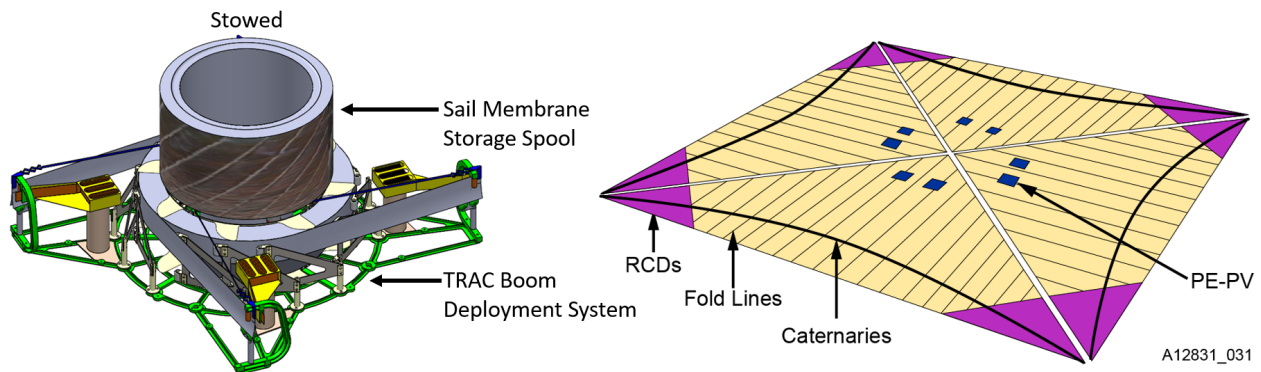 Stowed
Sail Membrane
Storage Spool
TRAC Boom
Deployment System
RCDs
Fold Lines
Caternaries
PE-PV
A12831_031